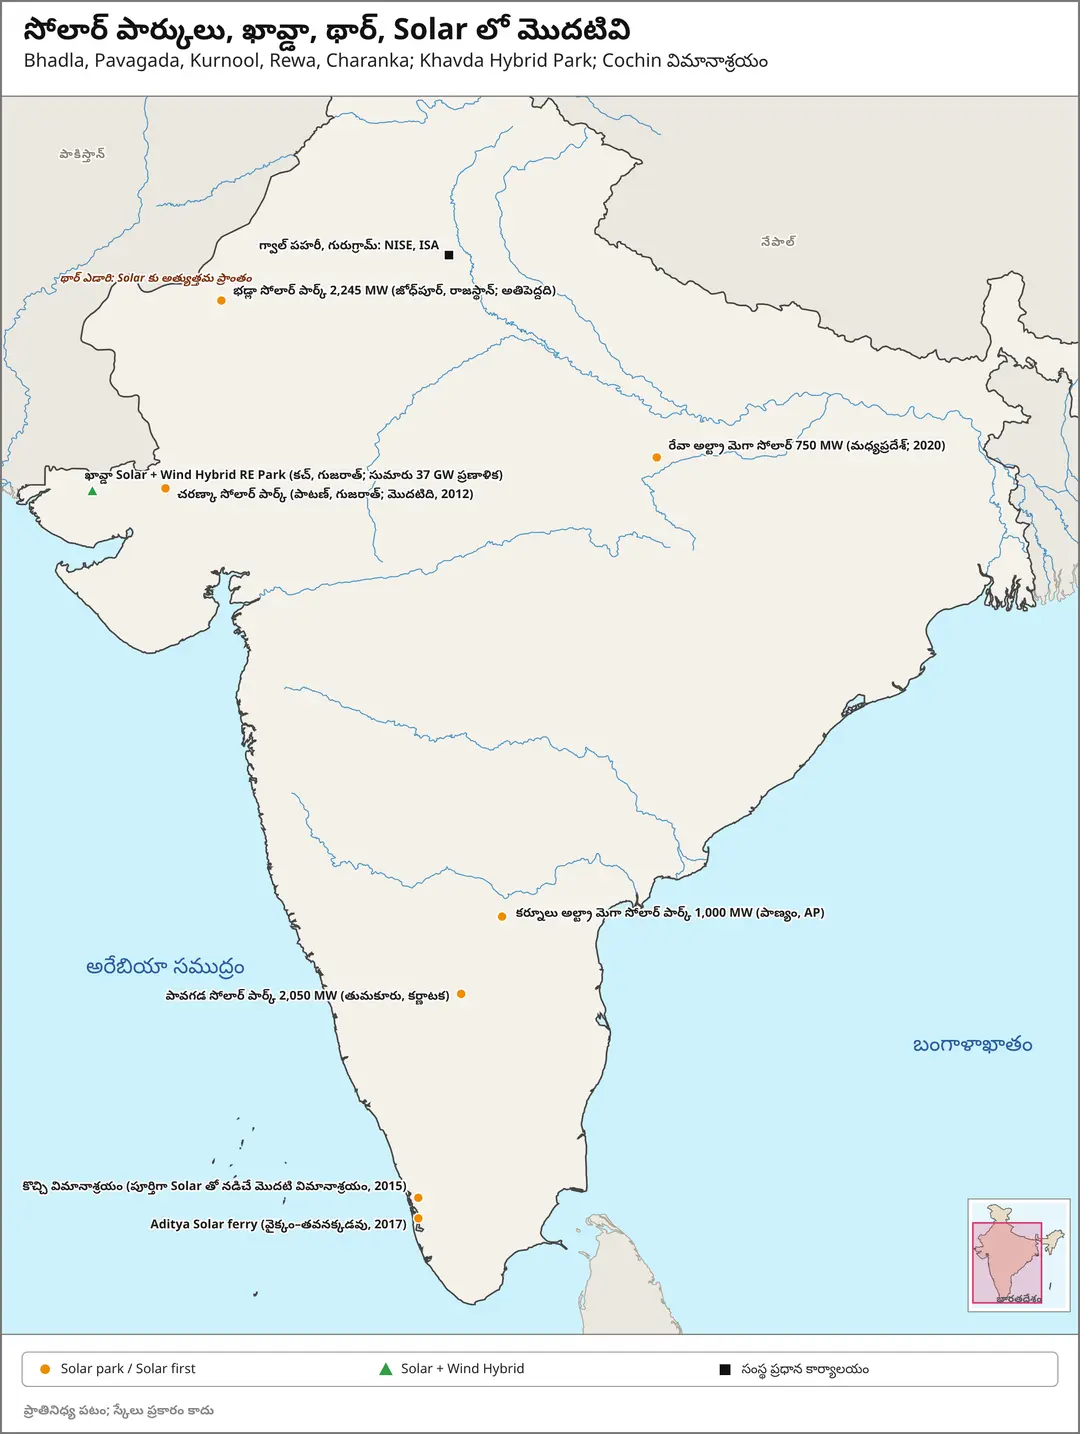 సోలార్ పార్కులు, ఖావ్డా, థార్, Solar లో మొదటివి
Bhadla, Pavagada, Kurnool, Rewa, Charanka; Khavda Hybrid Park; Cochin విమానాశ్రయం
పాకిస్తాన్
నేపాల్
గ్వాల్ పహరీ, గురుగ్రామ్: NISE, ISA
థార్ ఎడారి: Solar కు అత్యుత్తమ ప్రాంతం
భడ్లా సోలార్ పార్క్ 2,245 MW (జోధ్‌పూర్, రాజస్థాన్; అతిపెద్దది)
రేవా అల్ట్రా మెగా సోలార్ 750 MW (మధ్యప్రదేశ్; 2020)
ఖావ్డా Solar + Wind Hybrid RE Park (కచ్, గుజరాత్; సుమారు 37 GW ప్రణాళిక)
చరణ్కా సోలార్ పార్క్ (పాటణ్, గుజరాత్; మొదటిది, 2012)
కర్నూలు అల్ట్రా మెగా సోలార్ పార్క్ 1,000 MW (పాణ్యం, AP)
అరేబియా సముద్రం
పావగడ సోలార్ పార్క్ 2,050 MW (తుమకూరు, కర్ణాటక)
బంగాళాఖాతం
కొచ్చి విమానాశ్రయం (పూర్తిగా Solar తో నడిచే మొదటి విమానాశ్రయం, 2015)
Aditya Solar ferry (వైక్కం–తవనక్కడవు, 2017)
భారతదేశం
Solar park / Solar first
Solar + Wind Hybrid
సంస్థ ప్రధాన కార్యాలయం
ప్రాతినిధ్య పటం; స్కేలు ప్రకారం కాదు